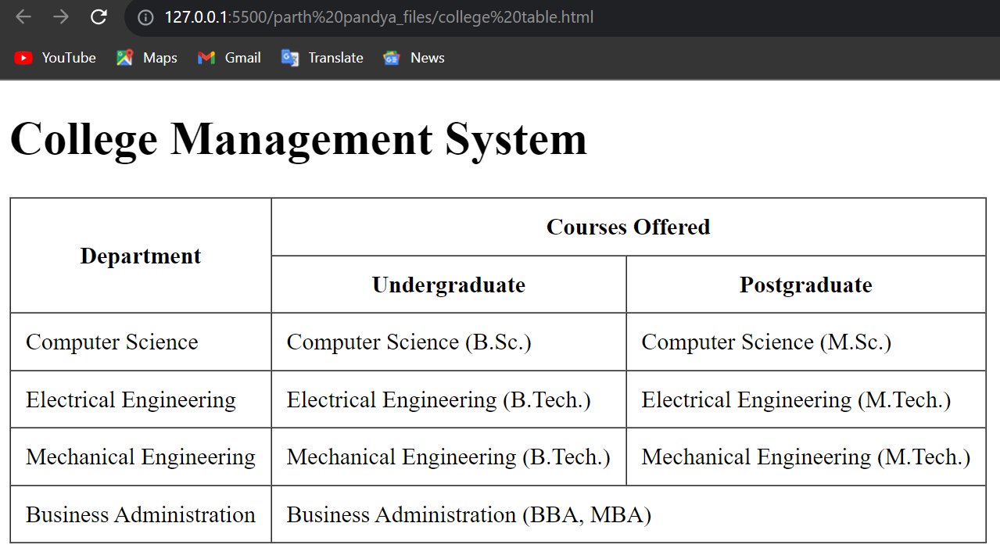 127.0.0.1:5500/parth%20pandya_files/college%20table.html
YouTube Maps Gmail Translate News
College Management System
Department Courses Offered
Undergraduate Postgraduate
Computer Science Computer Science (B.Sc.) Computer Science (M.Sc.)
Electrical Engineering Electrical Engineering (B.Tech.) Electrical Engineering (M.Tech.)
Mechanical Engineering Mechanical Engineering (B.Tech.) Mechanical Engineering (M.Tech.)
Business Administration Business Administration (BBA, MBA)